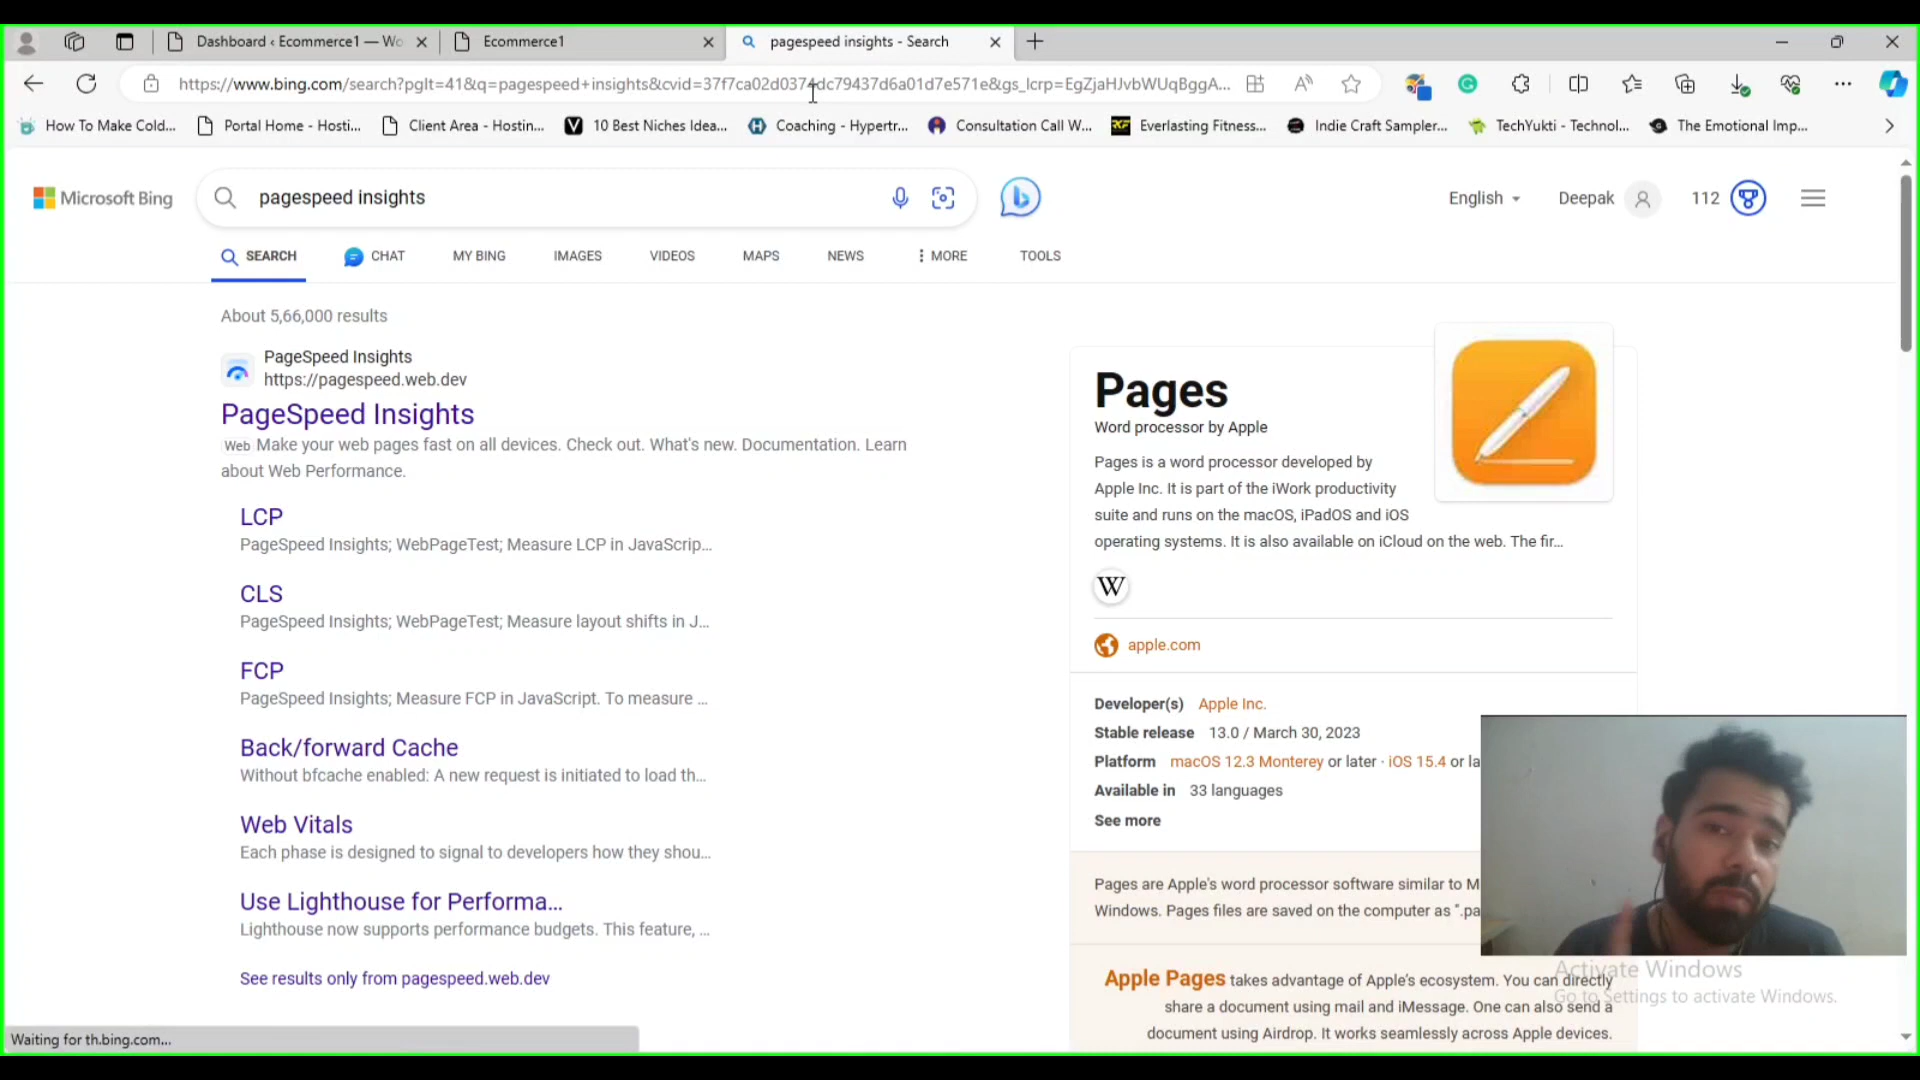 Dashboard ‹ Ecommerce1 — Wo
Ecommerce1
pagespeed insights - Search
https://www.bing.com/search?pglt=41&q=pagespeed+insights&cvid=37f7ca02d0374dc79437d6a01d7e571e&gs_lcrp=EgZjaHJvbWUqBggA...
How To Make Cold...
Portal Home - Hosti...
Client Area - Hostin...
10 Best Niches Idea...
Coaching - Hypertr...
Consultation Call W...
Everlasting Fitness...
Indie Craft Sampler...
TechYukti - Technol...
The Emotional Imp...
Microsoft Bing
pagespeed insights
English
Deepak
112
SEARCH
CHAT
MY BING
IMAGES
VIDEOS
MAPS
NEWS
MORE
TOOLS
About 5,66,000 results
PageSpeed Insights
https://pagespeed.web.dev
PageSpeed Insights
Web Make your web pages fast on all devices. Check out. What's new. Documentation. Learn
about Web Performance.
LCP
PageSpeed Insights; WebPageTest; Measure LCP in JavaScrip...
CLS
PageSpeed Insights; WebPageTest; Measure layout shifts in J...
FCP
PageSpeed Insights; Measure FCP in JavaScript. To measure ...
Back/forward Cache
Without bfcache enabled: A new request is initiated to load th...
Web Vitals
Each phase is designed to signal to developers how they shou...
Use Lighthouse for Performa...
Lighthouse now supports performance budgets. This feature, ...
See results only from pagespeed.web.dev
Pages
Word processor by Apple
Pages is a word processor developed by
Apple Inc. It is part of the iWork productivity
suite and runs on the macOS, iPadOS and iOS
operating systems. It is also available on iCloud on the web. The fir...
W
apple.com
Developer(s) Apple Inc.
Stable release 13.0 / March 30, 2023
Platform macOS 12.3 Monterey or later · iOS 15.4 or la
Available in 33 languages
See more
Pages are Apple's word processor software similar to M
Windows. Pages files are saved on the computer as ".pa
Apple Pages takes advantage of Apple's ecosystem. You can directly
share a document using mail and iMessage. One can also send a
document using Airdrop. It works seamlessly across Apple devices.
Activate Windows
Go to Settings to activate Windows.
Waiting for th.bing.com...